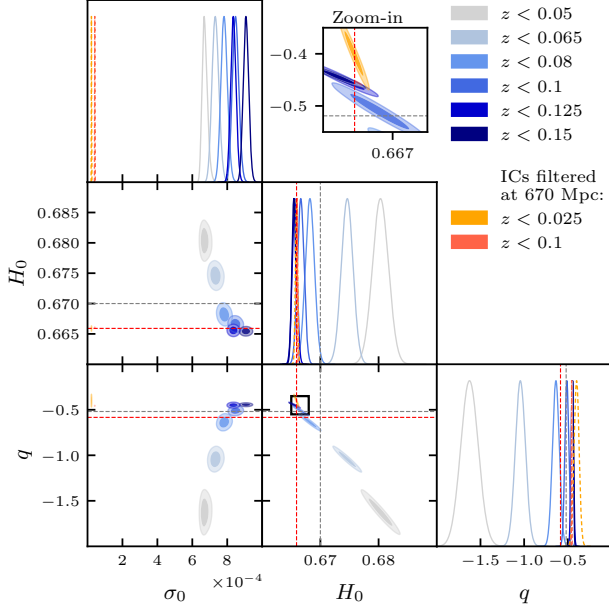 Zoom-in
−0.4
−0.5
0.667
z < 0.05
z < 0.065
z < 0.08
z < 0.1
z < 0.125
z < 0.15
ICs filtered
at 670 Mpc:
z < 0.025
z < 0.1
H₀
0.685
0.680
0.675
0.670
0.665
q
−0.5
−1.0
−1.5
2 4 6 8
×10⁻⁴
σ₀
0.67 0.68
H₀
−1.5 −1.0 −0.5
q